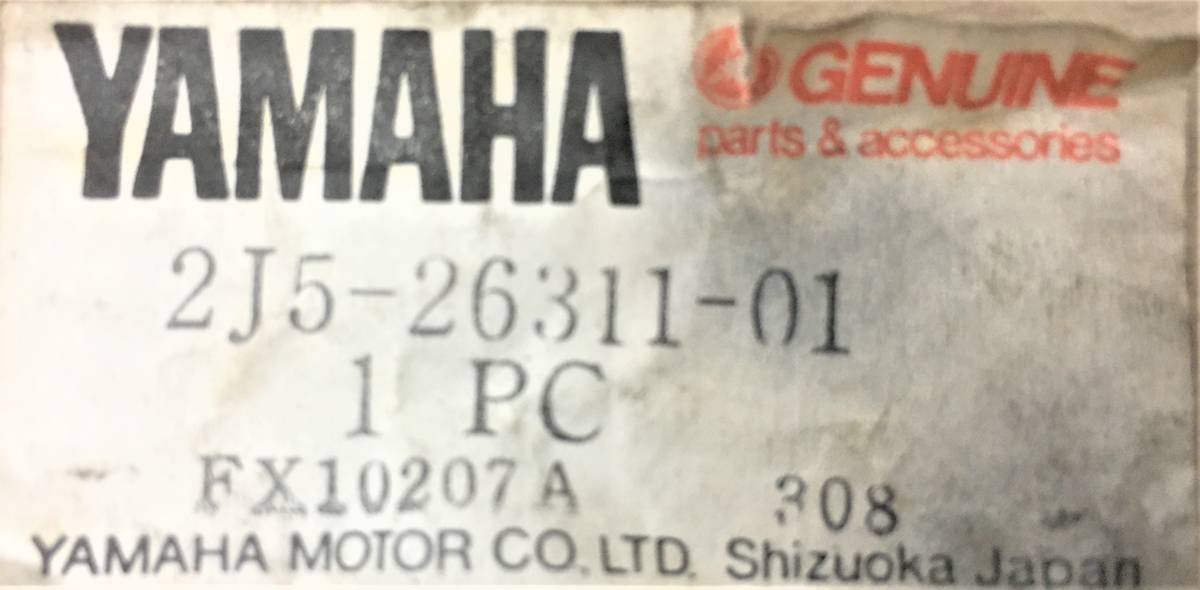 YAMAHA
GENUINE
parts & accessories
2J5-26311-01
1 PC
FX10207A 308
YAMAHA MOTOR CO., LTD. Shizuoka Japan